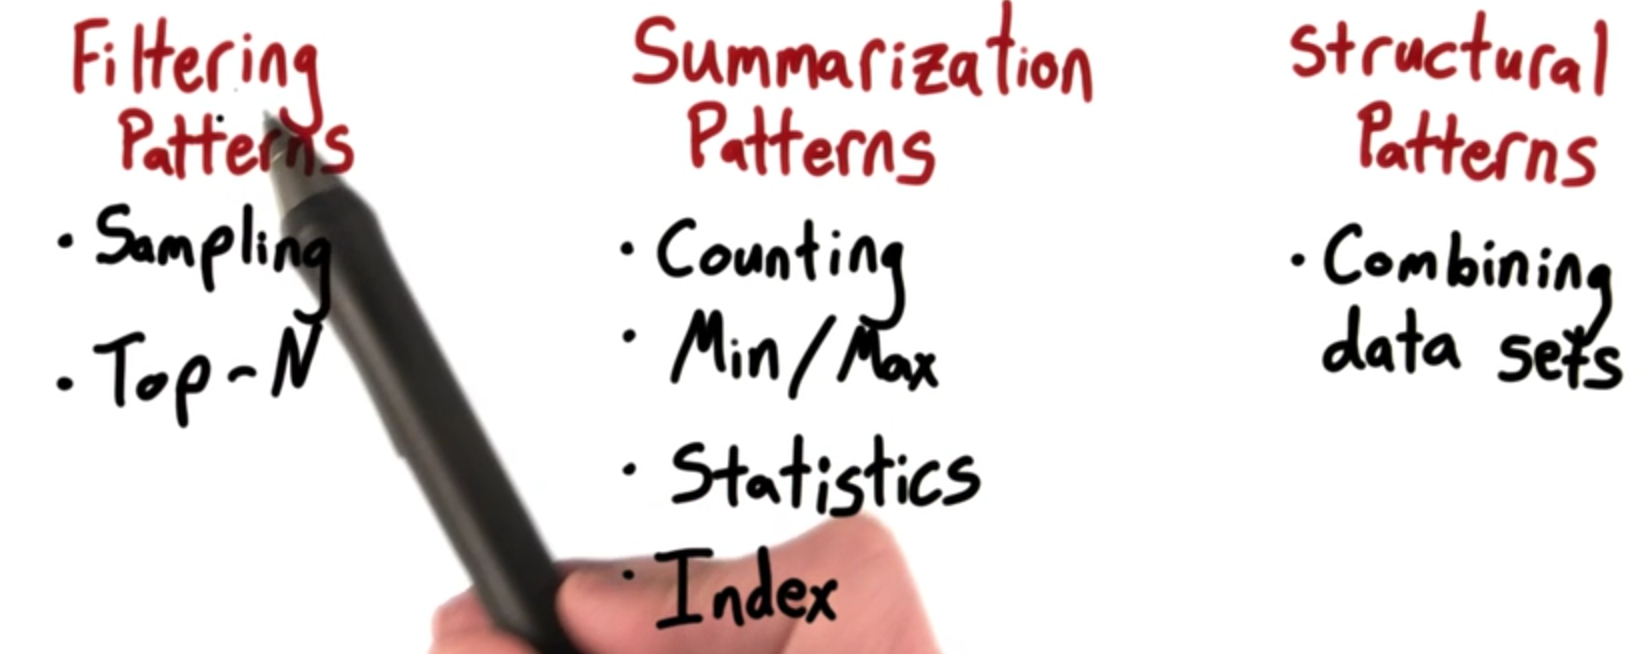 Filtering
Patterns
• Sampling
• Top-N
Summarization
Patterns
• Counting
• Min/Max
• Statistics
• Index
Structural
Patterns
• Combining
data sets